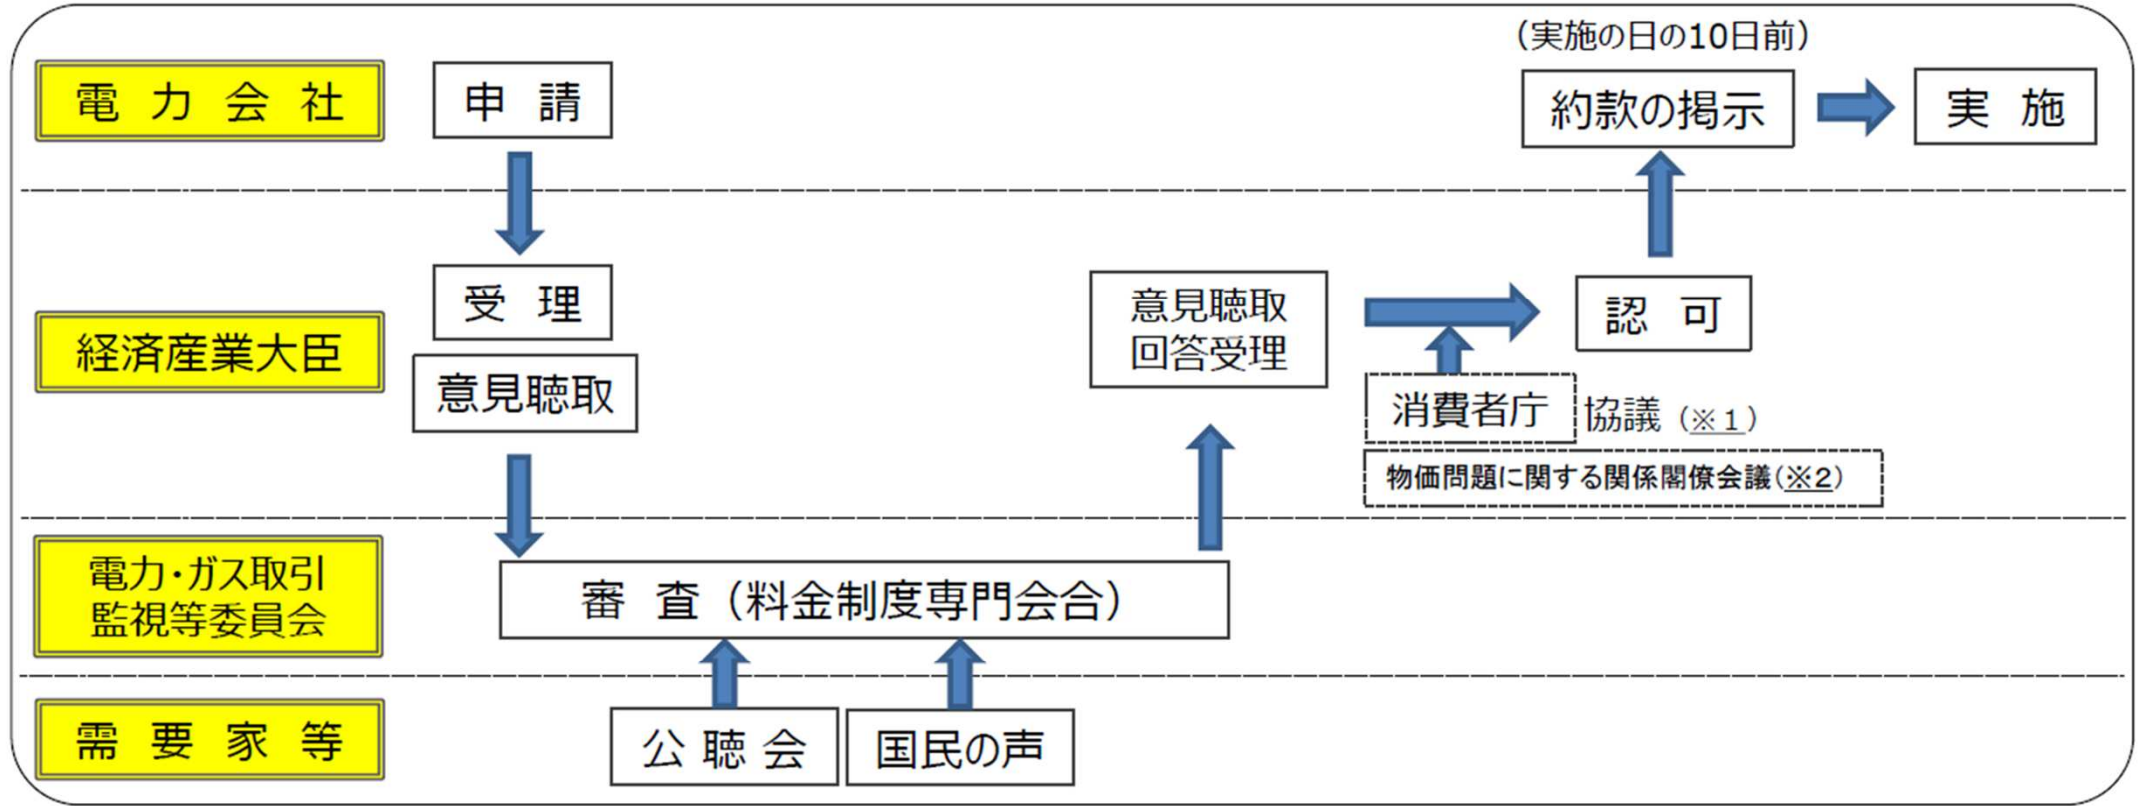 （実施の日の10日前）
電力会社
申請
約款の掲示
実施
経済産業大臣
受理
意見聴取
意見聴取
回答受理
認可
消費者庁
協議（※１）
物価問題に関する関係閣僚会議（※２）
電力・ガス取引
監視等委員会
審査（料金制度専門会合）
需要家等
公聴会
国民の声